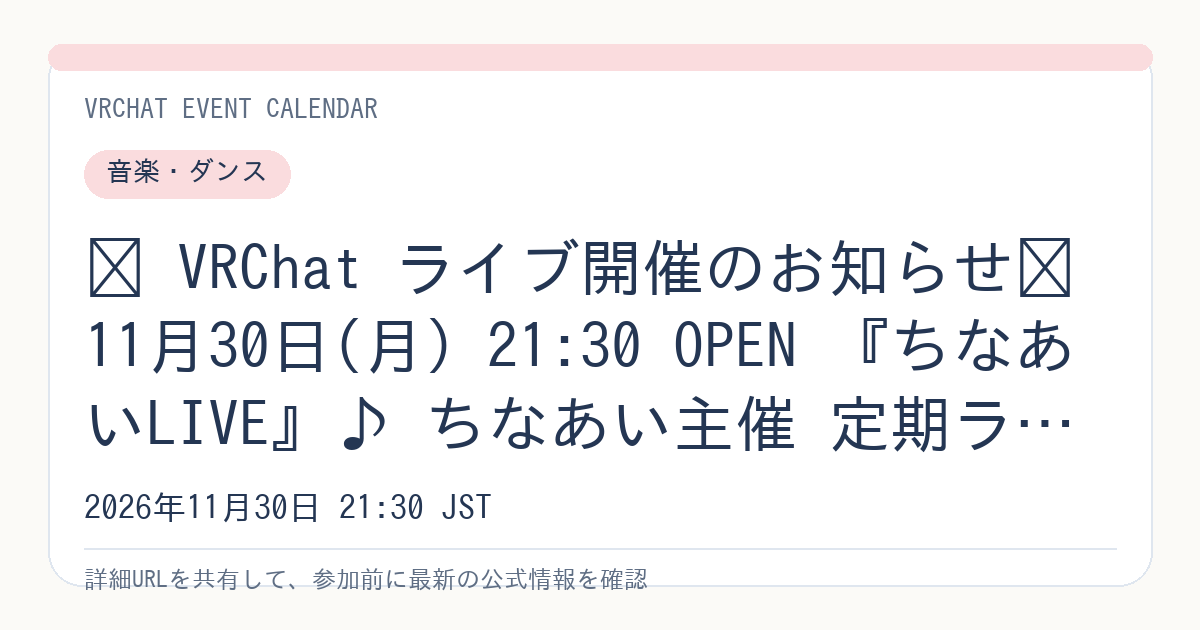 VRCHAT EVENT CALENDAR
音楽・ダンス
VRChat ライブ開催のお知らせ
11月30日(月) 21:30 OPEN 『ちなあ
いLIVE』♪ ちなあい主催 定期ラ…
2026年11月30日 21:30 JST
詳細URLを共有して、参加前に最新の公式情報を確認